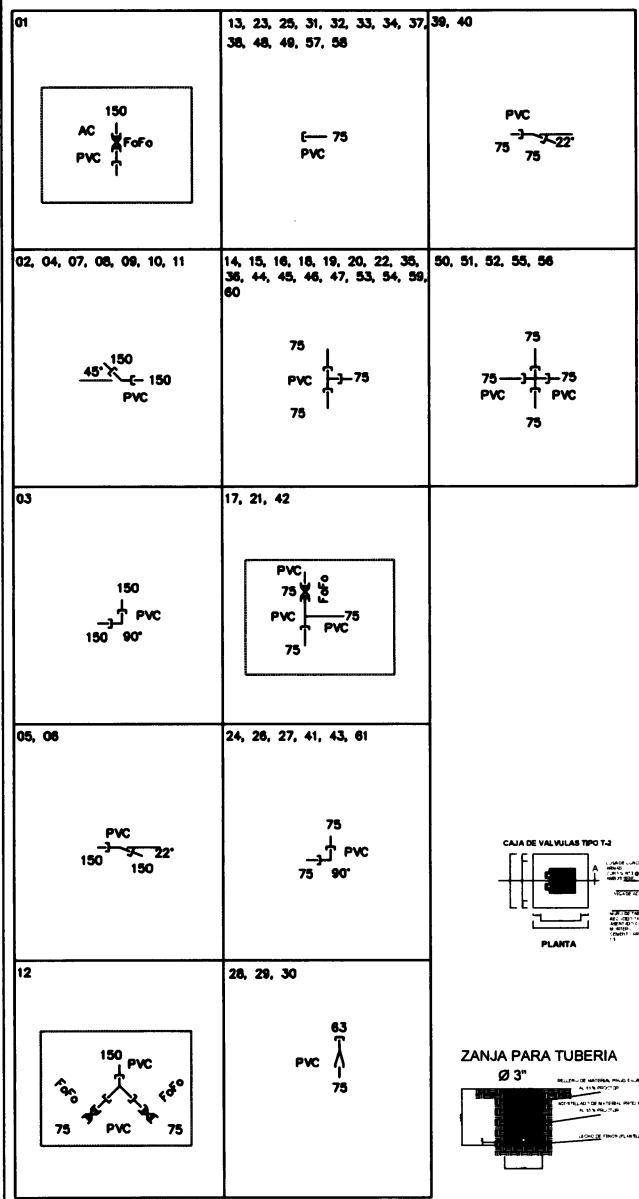 01
150
AC
FoFo
PVC
13, 23, 25, 31, 32, 33, 34, 37,
38, 48, 49, 57, 58
75
PVC
39, 40
PVC
75
75
22°
02, 04, 07, 08, 09, 10, 11
150
45°
150
PVC
14, 15, 16, 18, 19, 20, 22, 35,
36, 44, 45, 46, 47, 53, 54, 59,
60
75
PVC
75
75
50, 51, 52, 55, 56
75
75
75
PVC
PVC
75
03
150
PVC
150
90°
17, 21, 42
PVC
75
FoFo
PVC
75
PVC
75
05, 06
PVC
150
150
22°
24, 26, 27, 41, 43, 61
75
PVC
75
90°
CAJA DE VALVULAS TIPO T-2
A
PLANTA
12
150
PVC
FoFo
FoFo
75
PVC
75
28, 29, 30
63
PVC
75
ZANJA PARA TUBERIA
Ø 3"